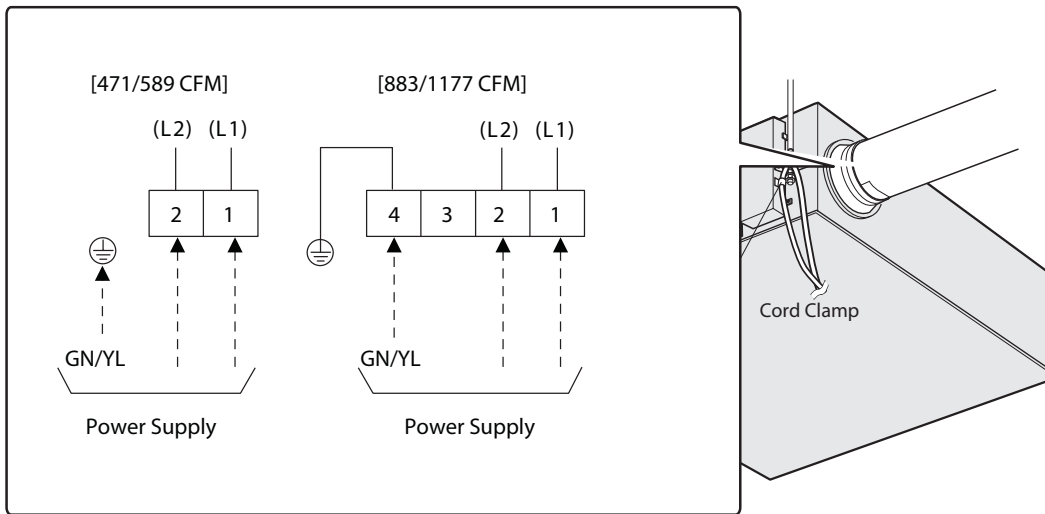 [471/589 CFM]
[883/1177 CFM]
(L2) (L1)
(L2) (L1)
2 1
4 3 2 1
GN/YL
GN/YL
Power Supply
Power Supply
Cord Clamp